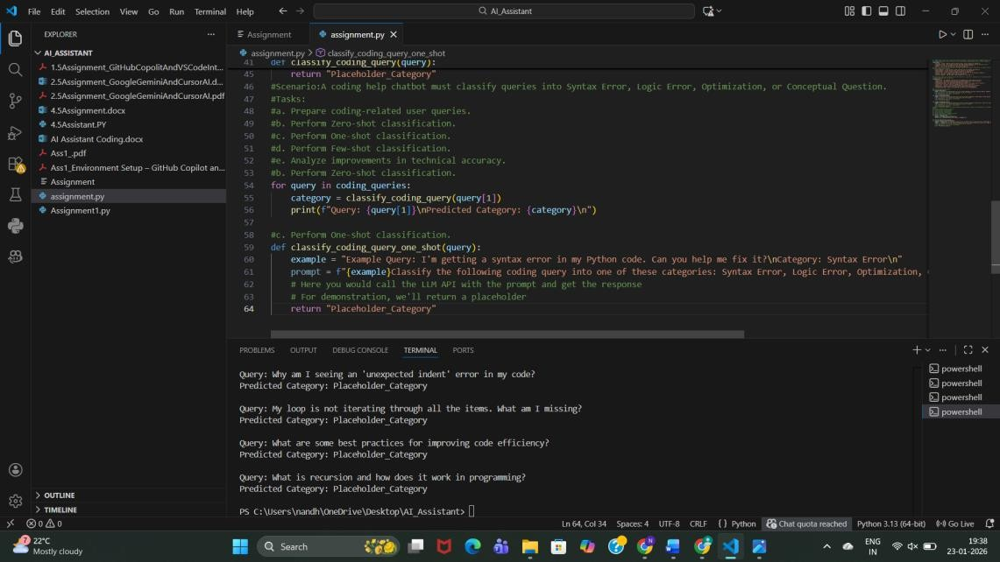 File Edit Selection View Go Run Terminal Help
AI_Assistant
EXPLORER
AI_ASSISTANT
1.5Assignment_GitHubCopolitAndVSCodeInt...
2.5Assignment_GoogleGeminiAndCursorAI.d...
2.5Assignment_GoogleGeminiAndCursorAI.pdf
4.5Assignment.docx
4.5Assistant.PY
AI Assistant Coding.docx
Ass1_.pdf
Ass1_Environment Setup – GitHub Copilot an...
Assignment
assignment.py
Assignment1.py
OUTLINE
TIMELINE
Assignment
assignment.py
assignment.py > classify_coding_query_one_shot
41 def classify_coding_query(query):
45 return "Placeholder_Category"
46 #Scenario:A coding help chatbot must classify queries into Syntax Error, Logic Error, Optimization, or Conceptual Question.
47 #Tasks:
48 #a. Prepare coding-related user queries.
49 #b. Perform Zero-shot classification.
50 #c. Perform One-shot classification.
51 #d. Perform Few-shot classification.
52 #e. Analyze improvements in technical accuracy.
53 #b. Perform Zero-shot classification.
54 for query in coding_queries:
55 category = classify_coding_query(query[1])
56 print(f"Query: {query[1]}\nPredicted Category: {category}\n")
57
58 #c. Perform One-shot classification.
59 def classify_coding_query_one_shot(query):
60 example = "Example Query: I'm getting a syntax error in my Python code. Can you help me fix it?\nCategory: Syntax Error\n"
61 prompt = f"{example}Classify the following coding query into one of these categories: Syntax Error, Logic Error, Optimization,
62 # Here you would call the LLM API with the prompt and get the response
63 # For demonstration, we'll return a placeholder
64 return "Placeholder_Category"
PROBLEMS OUTPUT DEBUG CONSOLE TERMINAL PORTS
Query: Why am I seeing an 'unexpected indent' error in my code?
Predicted Category: Placeholder_Category
Query: My loop is not iterating through all the items. What am I missing?
Predicted Category: Placeholder_Category
Query: What are some best practices for improving code efficiency?
Predicted Category: Placeholder_Category
Query: What is recursion and how does it work in programming?
Predicted Category: Placeholder_Category
PS C:\Users\nandh\OneDrive\Desktop\AI_Assistant>
powershell
powershell
powershell
powershell
0 0
Ln 64, Col 34 Spaces: 4 UTF-8 CRLF { } Python Chat quota reached Python 3.13 (64-bit) Go Live
7
22°C
Mostly cloudy
Search
ENG
IN
19:38
23-01-2026